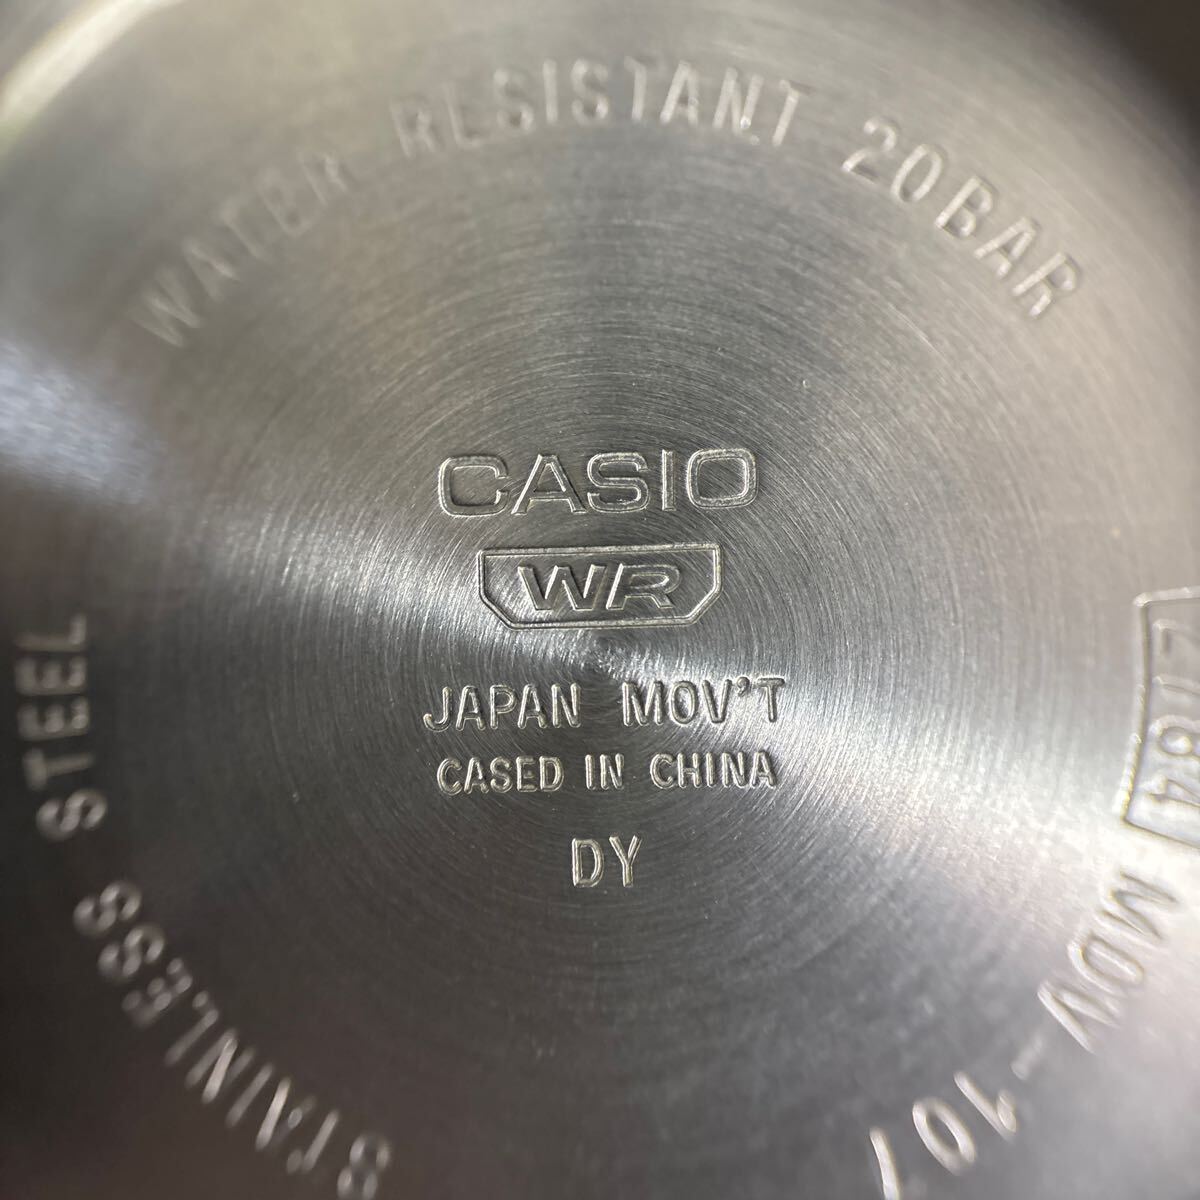 WATER RESISTANT 20BAR
CASIO
WR
JAPAN MOV'T
CASED IN CHINA
DY
2784 MDV-107
STAINLESS STEEL